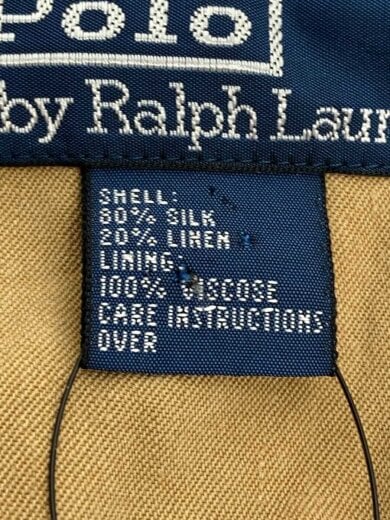 Polo
by Ralph Laur
SHELL:
80% SILK
20% LINEN
LINING:
100% VISCOSE
CARE INSTRUCTIONS
OVER